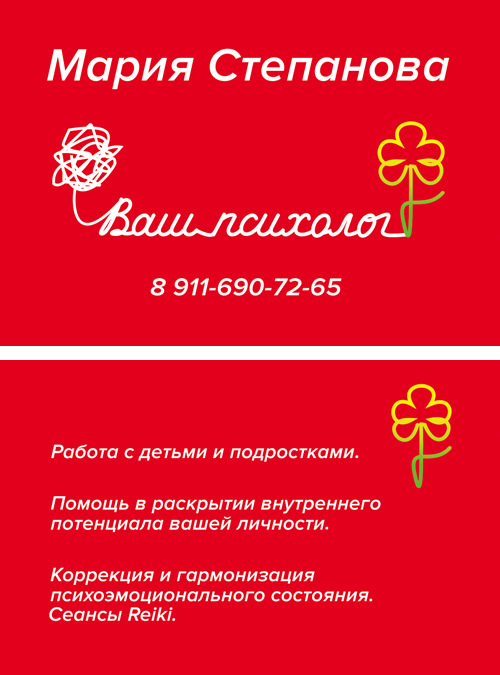 Мария Степанова
Ваш психолог
8 911-690-72-65
Работа с детьми и подростками.
Помощь в раскрытии внутреннего
потенциала вашей личности.
Коррекция и гармонизация
психоэмоционального состояния.
Сеансы Reiki.